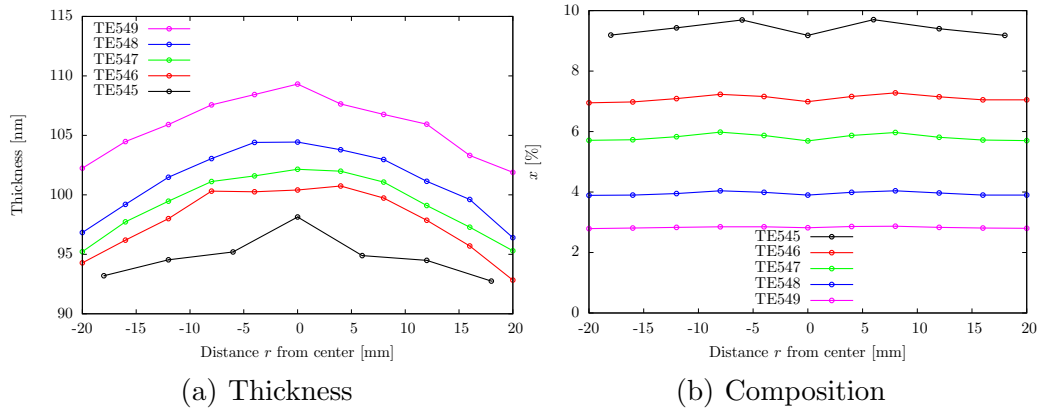 115
110
105
100
95
90
Thickness [nm]
TE549
TE548
TE547
TE546
TE545
-20 -15 -10 -5 0 5 10 15 20
Distance r from center [mm]
(a) Thickness
10
8
6
4
2
0
x [%]
TE545
TE546
TE547
TE548
TE549
-20 -15 -10 -5 0 5 10 15 20
Distance r from center [mm]
(b) Composition